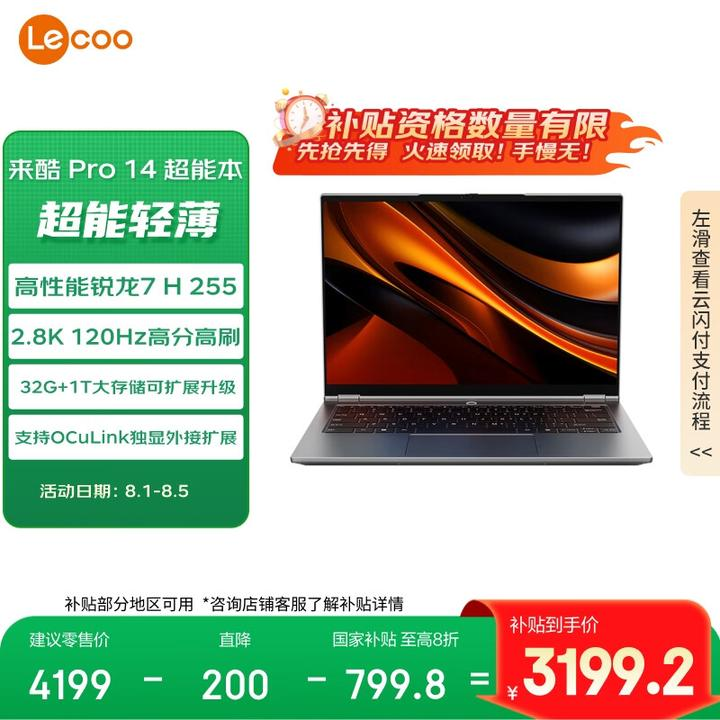 Lecoo
补贴资格数量有限
先抢先得 火速领取!手慢无!
来酷 Pro 14 超能本
超能轻薄
高性能锐龙7 H 255
2.8K 120Hz高分高刷
32G+1T大存储可扩展升级
支持OCuLink独显外接扩展
活动日期：8.1-8.5
左滑查看云闪付支付流程
<<
补贴部分地区可用 *咨询店铺客服了解补贴详情
建议零售价 直降 国家补贴 至高8折 补贴到手价
4199 - 200 - 799.8 = ¥3199.2